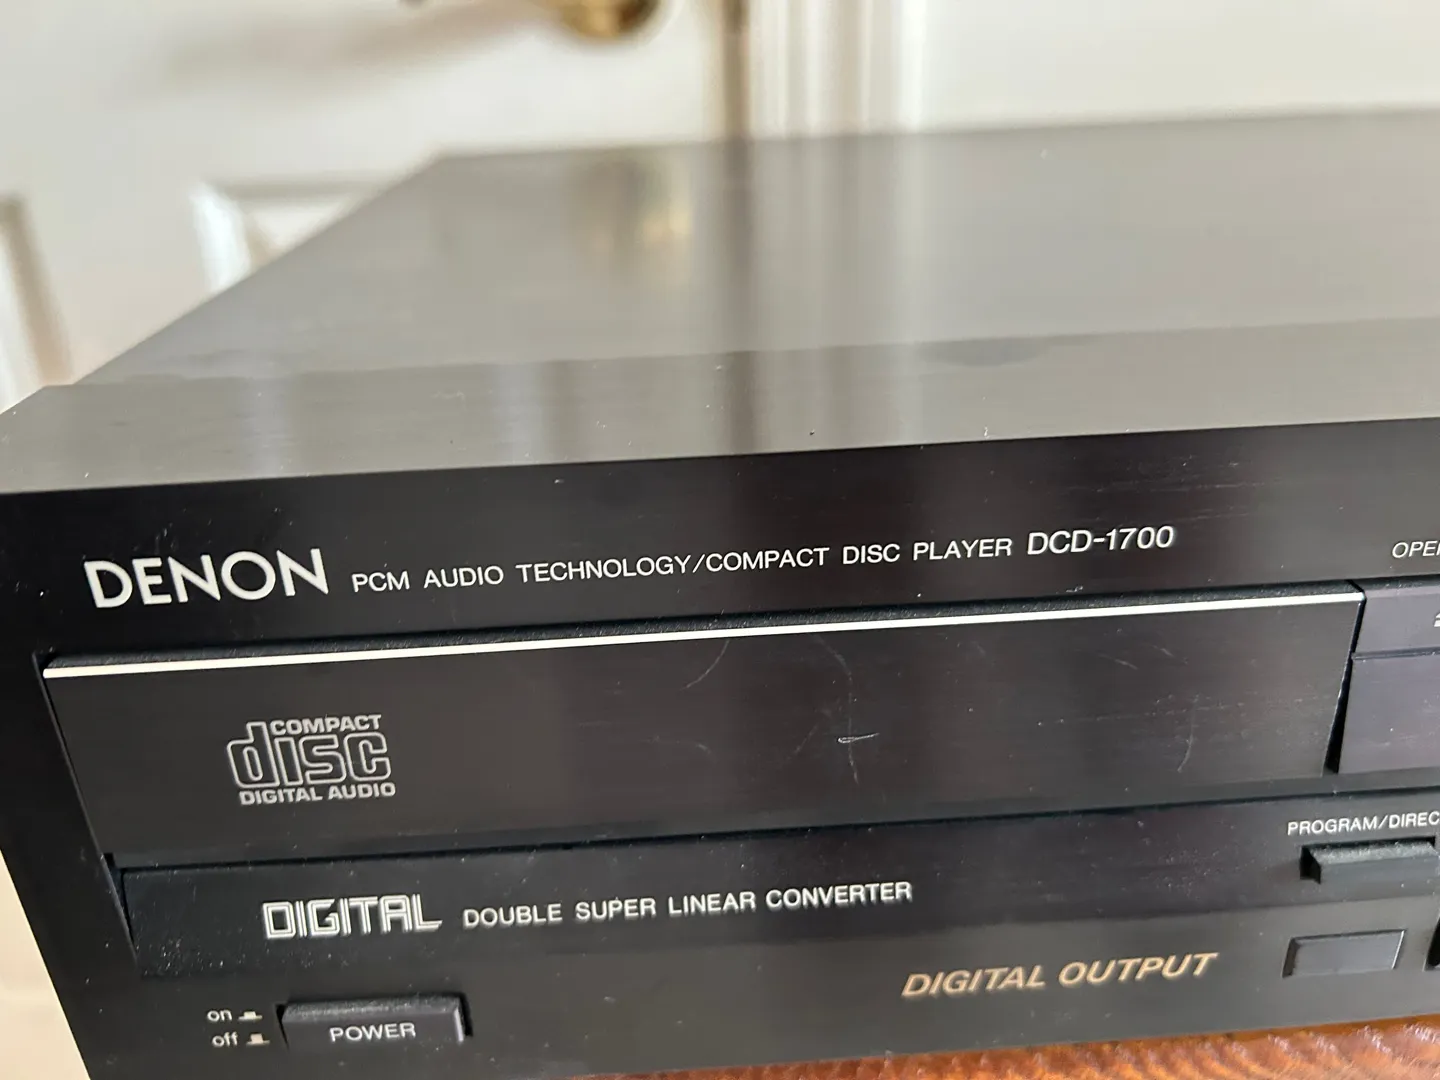 DENON PCM AUDIO TECHNOLOGY/COMPACT DISC PLAYER DCD-1700
COMPACT
disc
DIGITAL AUDIO
PROGRAM/DIREC
DIGITAL DOUBLE SUPER LINEAR CONVERTER
DIGITAL OUTPUT
on
off
POWER